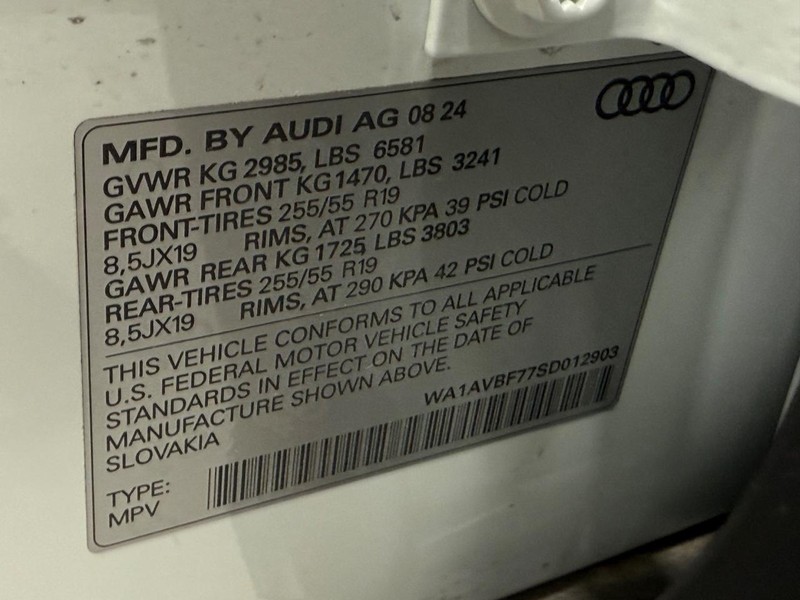 MFD. BY AUDI AG 08 24
GVWR KG 2985, LBS 6581
GAWR FRONT KG1470, LBS 3241
FRONT-TIRES 255/55 R19
8,5JX19 RIMS, AT 270 KPA 39 PSI COLD
GAWR REAR KG 1725, LBS 3803
REAR-TIRES 255/55 R19
8,5JX19 RIMS, AT 290 KPA 42 PSI COLD
THIS VEHICLE CONFORMS TO ALL APPLICABLE
U.S. FEDERAL MOTOR VEHICLE SAFETY
STANDARDS IN EFFECT ON THE DATE OF
MANUFACTURE SHOWN ABOVE.
SLOVAKIA
WA1AVBF77SD012903
TYPE:
MPV